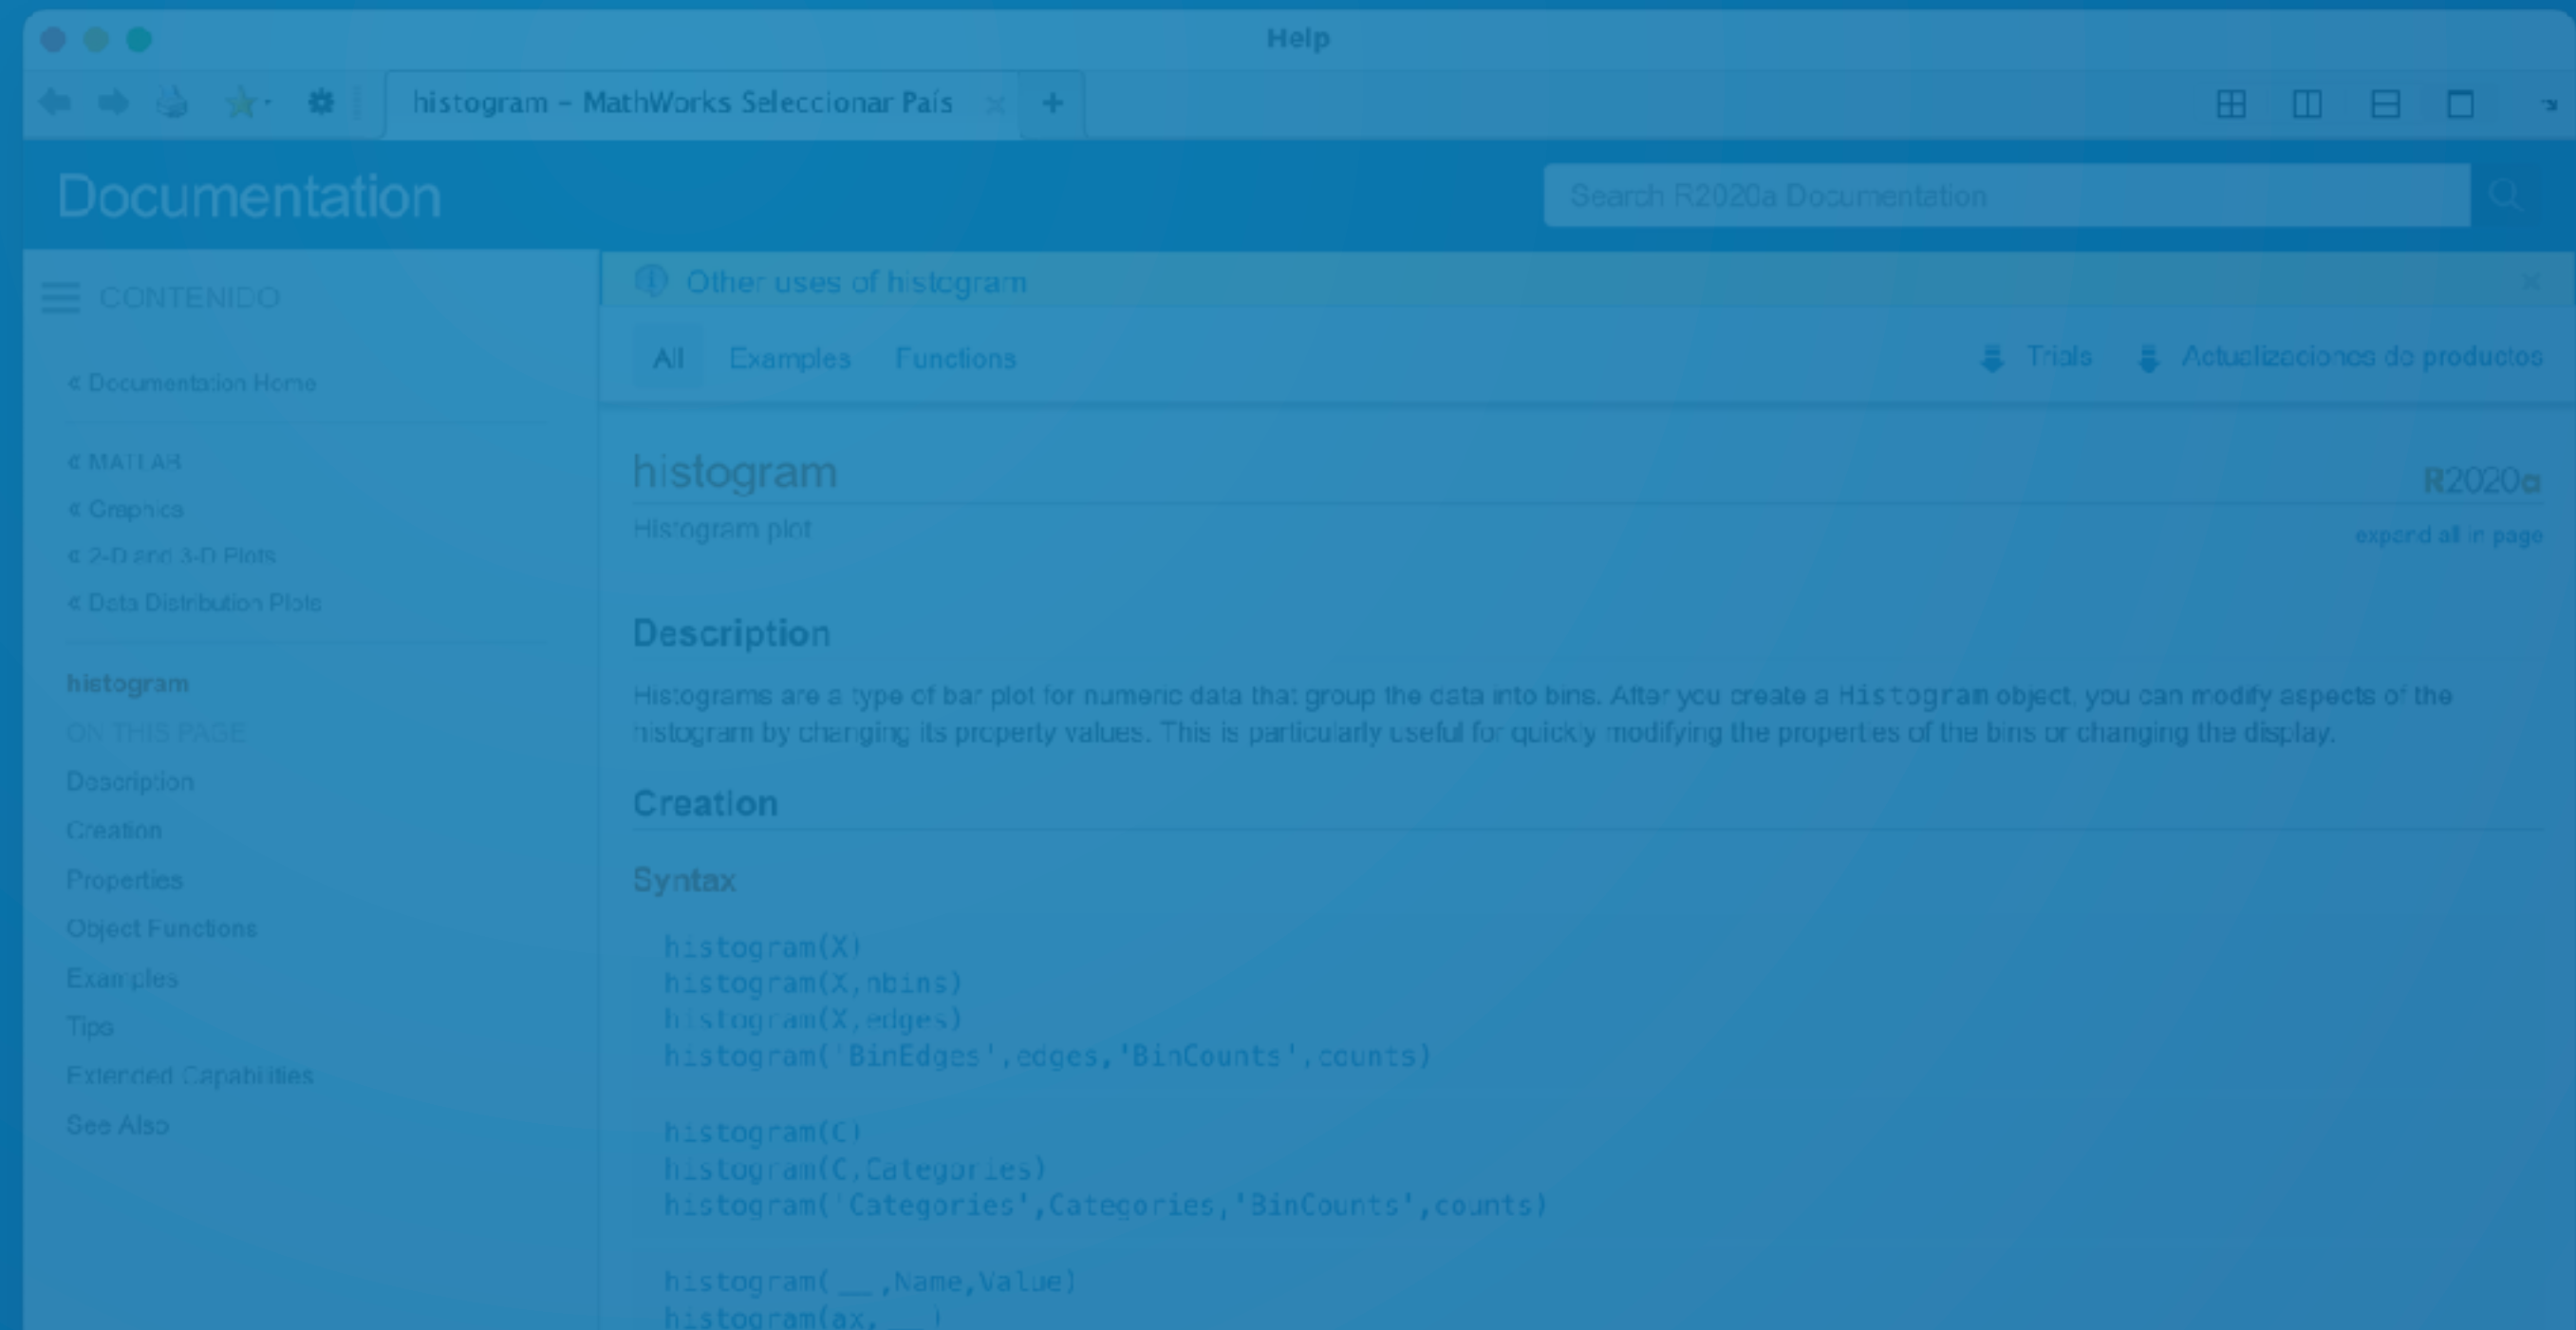 Help
histogram – MathWorks Seleccionar País
Documentation
Search R2020a Documentation
CONTENIDO
« Documentation Home
« MATLAB
« Graphics
« 2-D and 3-D Plots
« Data Distribution Plots
histogram
ON THIS PAGE
Description
Creation
Properties
Object Functions
Examples
Tips
Extended Capabilities
See Also
Other uses of histogram
All Examples Functions
Trials Actualizaciones de productos
histogram
R2020a
Histogram plot
expand all in page
Description
Histograms are a type of bar plot for numeric data that group the data into bins. After you create a Histogram object, you can modify aspects of the
histogram by changing its property values. This is particularly useful for quickly modifying the properties of the bins or changing the display.
Creation
Syntax
histogram(X)
histogram(X,nbins)
histogram(X,edges)
histogram('BinEdges',edges,'BinCounts',counts)
histogram(C)
histogram(C,Categories)
histogram('Categories',Categories,'BinCounts',counts)
histogram(__,Name,Value)
histogram(ax,__)